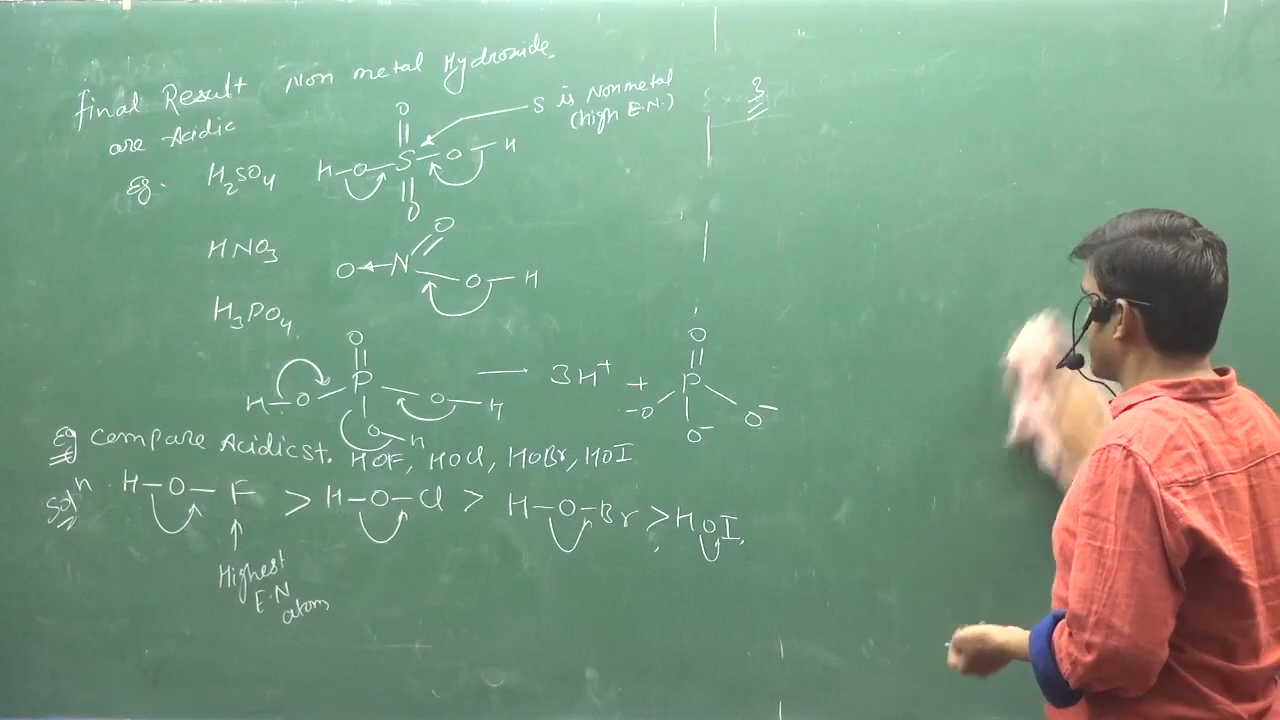 final Result Non metal Hydroxide
are Acidic
S is Nonmetal
(high E.N.)
Eg. H2SO4
O
H-O-S-O-H
O
HNO3
O
O←N
O-H
H3PO4
O
P
H-O
O-H
O-H
→ 3H+ +
O
P
-O
O-
O-
3
Eg Compare Acidic st. HOF, HOCl, HOBr, HOI
Soln H-O-F > H-O-Cl > H-O-Br > HOI
Highest
E.N
atom